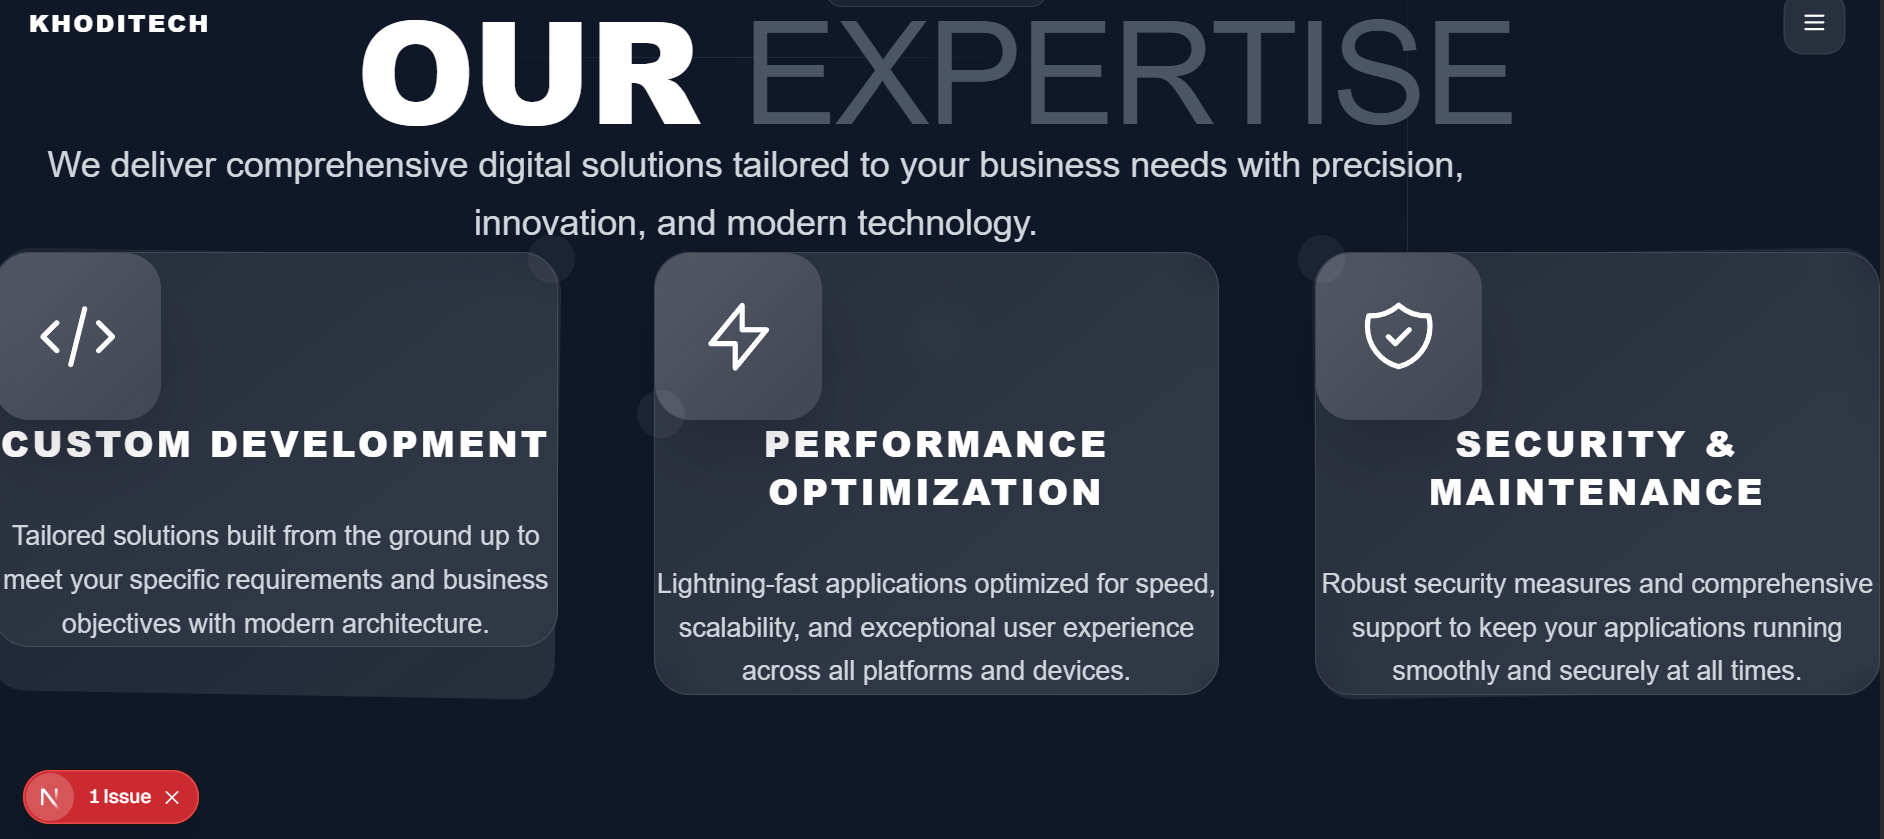 KHODITECH
OUR EXPERTISE
We deliver comprehensive digital solutions tailored to your business needs with precision,
innovation, and modern technology.
CUSTOM DEVELOPMENT
Tailored solutions built from the ground up to
meet your specific requirements and business
objectives with modern architecture.
PERFORMANCE
OPTIMIZATION
Lightning-fast applications optimized for speed,
scalability, and exceptional user experience
across all platforms and devices.
SECURITY &
MAINTENANCE
Robust security measures and comprehensive
support to keep your applications running
smoothly and securely at all times.
N 1 Issue